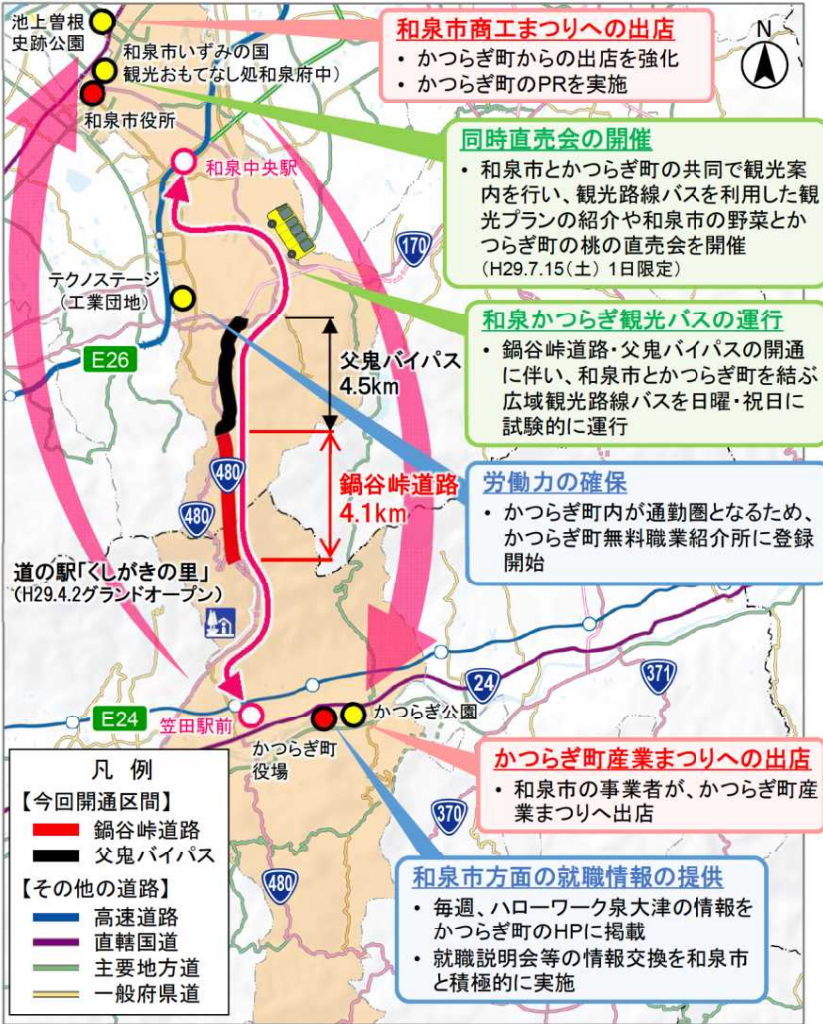 池上曽根
史跡公園
和泉市いずみの国
観光おもてなし処和泉府中)
和泉市役所
和泉中央駅
テクノステージ
(工業団地)
E26
170
父鬼バイパス
4.5km
480
鍋谷峠道路
4.1km
480
道の駅「くしがきの里」
(H29.4.2グランドオープン)
E24
笠田駅前
24
371
かつらぎ公園
かつらぎ町
役場
370
480
N
和泉市商工まつりへの出店
・ かつらぎ町からの出店を強化
・ かつらぎ町のPRを実施
同時直売会の開催
・ 和泉市とかつらぎ町の共同で観光案
内を行い、観光路線バスを利用した観
光プランの紹介や和泉市の野菜とか
つらぎ町の桃の直売会を開催
(H29.7.15(土) 1日限定)
和泉かつらぎ観光バスの運行
・ 鍋谷峠道路・父鬼バイパスの開通
に伴い、和泉市とかつらぎ町を結ぶ
広域観光路線バスを日曜・祝日に
試験的に運行
労働力の確保
・ かつらぎ町内が通勤圏となるため、
かつらぎ町無料職業紹介所に登録
開始
かつらぎ町産業まつりへの出店
・ 和泉市の事業者が、かつらぎ町産
業まつりへ出店
和泉市方面の就職情報の提供
・ 毎週、ハローワーク泉大津の情報を
かつらぎ町のHPに掲載
・ 就職説明会等の情報交換を和泉市
と積極的に実施
凡 例
【今回開通区間】
鍋谷峠道路
父鬼バイパス
【その他の道路】
高速道路
直轄国道
主要地方道
一般府県道